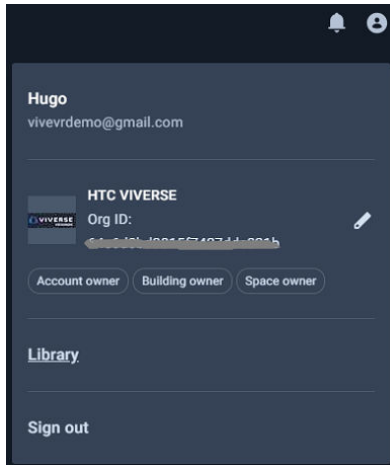 Hugo
vivevrdemo@gmail.com
HTC VIVERSE
VIVERSE
Org ID:
Account owner Building owner Space owner
Library
Sign out